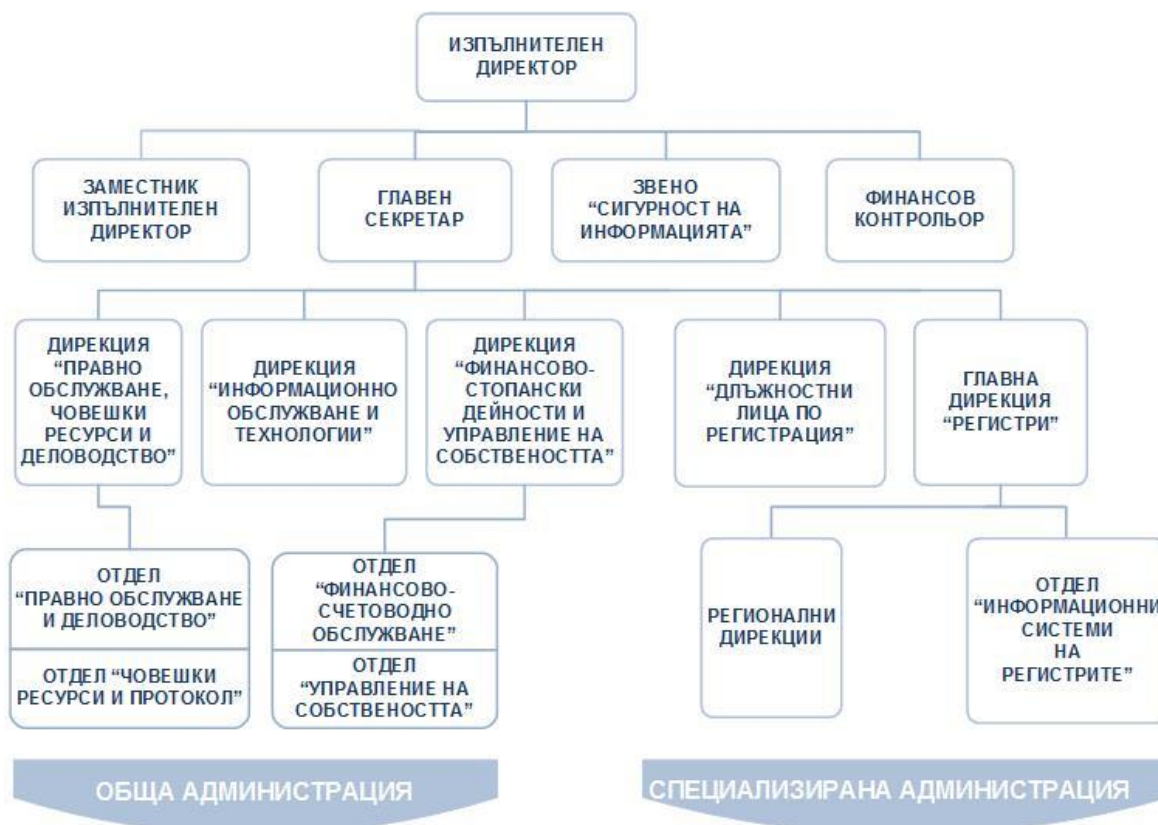 ИЗПЪЛНИТЕЛЕН
ДИРЕКТОР
ЗАМЕСТНИК
ИЗПЪЛНИТЕЛЕН
ДИРЕКТОР
ГЛАВЕН
СЕКРЕТАР
ЗВЕНО
“СИГУРНОСТ НА
ИНФОРМАЦИЯТА”
ФИНАНСОВ
КОНТРОЛЬОР
ДИРЕКЦИЯ
“ПРАВНО
ОБСЛУЖВАНЕ,
ЧОВЕШКИ
РЕСУРСИ И
ДЕЛОВОДСТВО”
ДИРЕКЦИЯ
“ИНФОРМАЦИОННО
ОБСЛУЖВАНЕ И
ТЕХНОЛОГИИ”
ДИРЕКЦИЯ
“ФИНАНСОВО-
СТОПАНСКИ
ДЕЙНОСТИ И
УПРАВЛЕНИЕ НА
СОБСТВЕНОСТТА”
ДИРЕКЦИЯ
“ДЛЪЖНОСТНИ
ЛИЦА ПО
РЕГИСТРАЦИЯ”
ГЛАВНА
ДИРЕКЦИЯ
“РЕГИСТРИ”
ОТДЕЛ
“ПРАВНО ОБСЛУЖВАНЕ
И ДЕЛОВОДСТВО”
ОТДЕЛ “ЧОВЕШКИ
РЕСУРСИ И ПРОТОКОЛ”
ОТДЕЛ
“ФИНАНСОВО-
СЧЕТОВОДНО
ОБСЛУЖВАНЕ”
ОТДЕЛ
“УПРАВЛЕНИЕ НА
СОБСТВЕНОСТТА”
РЕГИОНАЛНИ
ДИРЕКЦИИ
ОТДЕЛ
“ИНФОРМАЦИОННИ
СИСТЕМИ
НА
РЕГИСТРИТЕ”
ОБЩА АДМИНИСТРАЦИЯ
СПЕЦИАЛИЗИРАНА АДМИНИСТРАЦИЯ